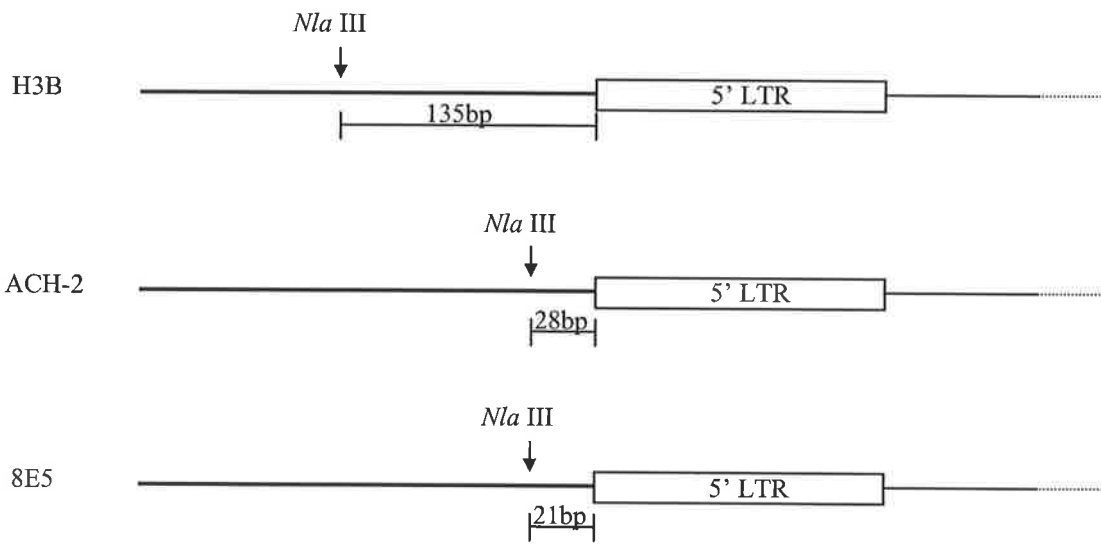 Nla III
H3B
5’ LTR
135bp
Nla III
ACH-2
5’ LTR
28bp
Nla III
8E5
5’ LTR
21bp